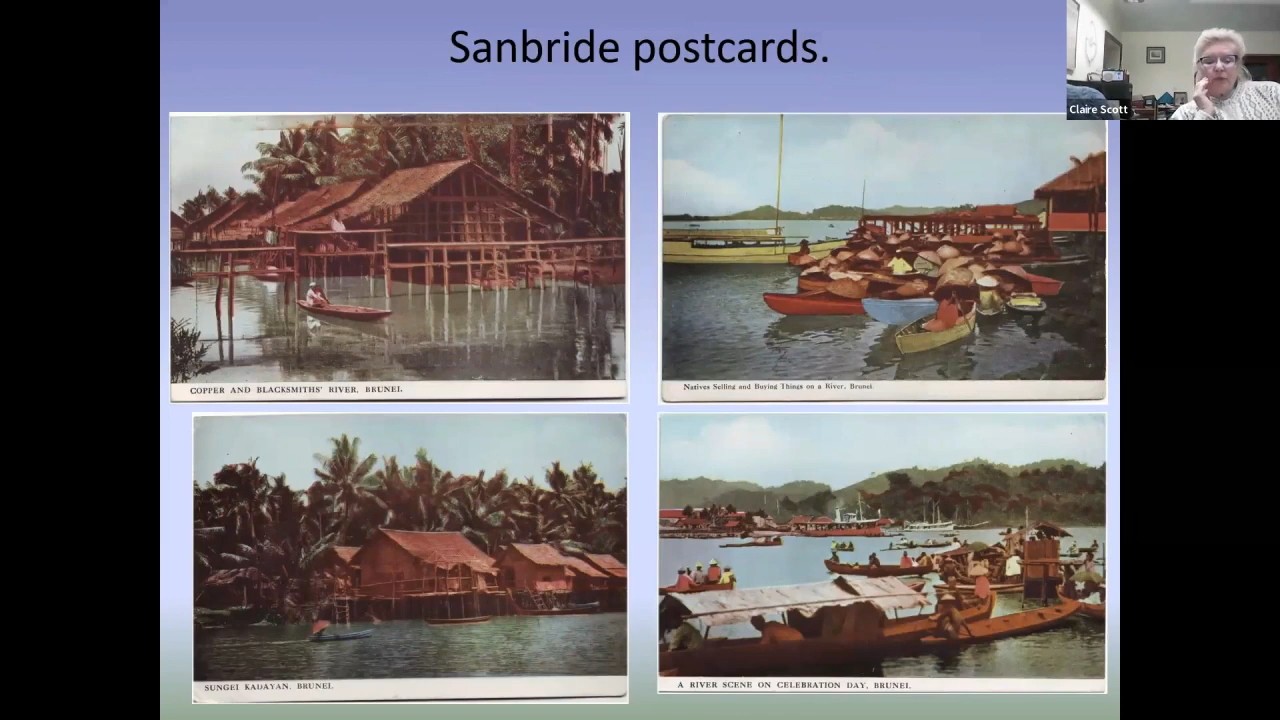 Sanbride postcards.
Claire Scott
COPPER AND BLACKSMITHS' RIVER, BRUNEI.
Natives Selling and Buying Things on a River, Brunei
SUNGEI KADAYAN, BRUNEI.
A RIVER SCENE ON CELEBRATION DAY, BRUNEI.